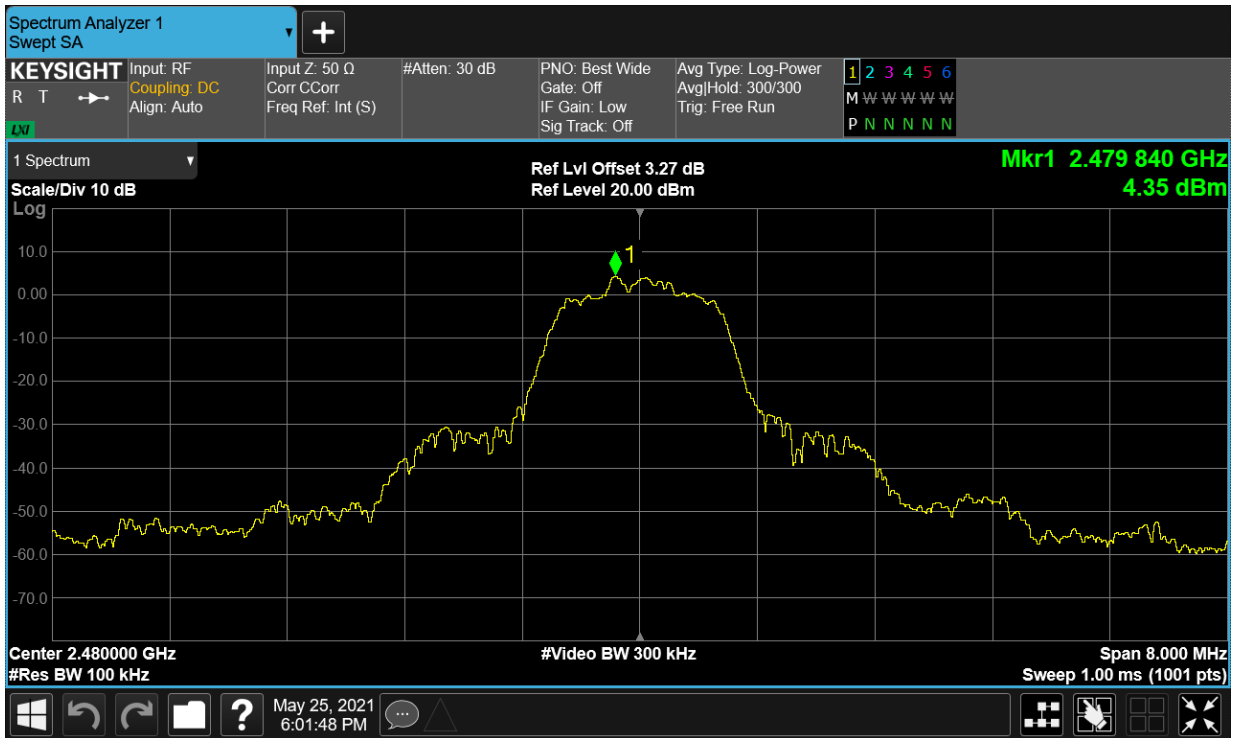 Spectrum Analyzer 1
Swept SA
+
KEYSIGHT
R T
LXI
Input: RF
Coupling: DC
Align: Auto
Input Z: 50 Ω
Corr CCorr
Freq Ref: Int (S)
#Atten: 30 dB
PNO: Best Wide
Gate: Off
IF Gain: Low
Sig Track: Off
Avg Type: Log-Power
Avg|Hold: 300/300
Trig: Free Run
1 2 3 4 5 6
M W W W W W
P N N N N N
1 Spectrum
Scale/Div 10 dB
Log
Ref Lvl Offset 3.27 dB
Ref Level 20.00 dBm
Mkr1 2.479 840 GHz
4.35 dBm
1
10.0
0.00
-10.0
-20.0
-30.0
-40.0
-50.0
-60.0
-70.0
Center 2.480000 GHz
#Res BW 100 kHz
#Video BW 300 kHz
Span 8.000 MHz
Sweep 1.00 ms (1001 pts)
?
May 25, 2021
6:01:48 PM